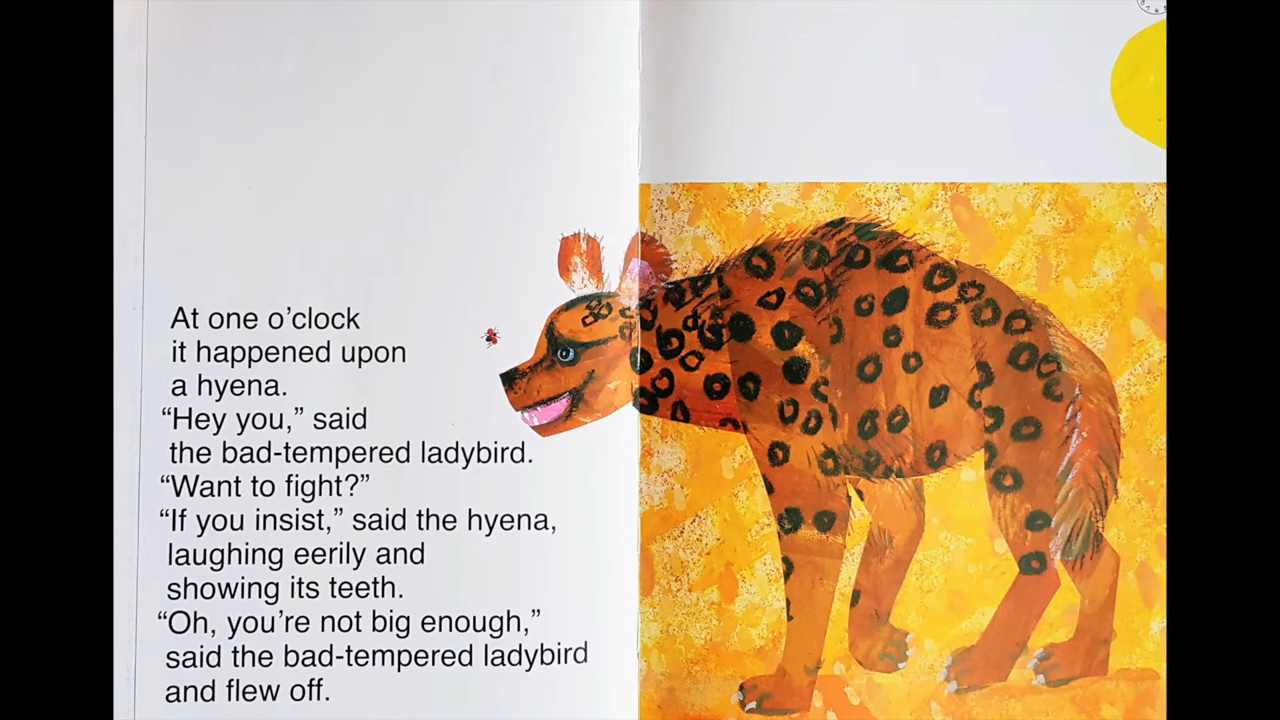 At one o’clock
it happened upon
a hyena.
“Hey you,” said
the bad-tempered ladybird.
“Want to fight?”
“If you insist,” said the hyena,
laughing eerily and
showing its teeth.
“Oh, you’re not big enough,”
said the bad-tempered ladybird
and flew off.